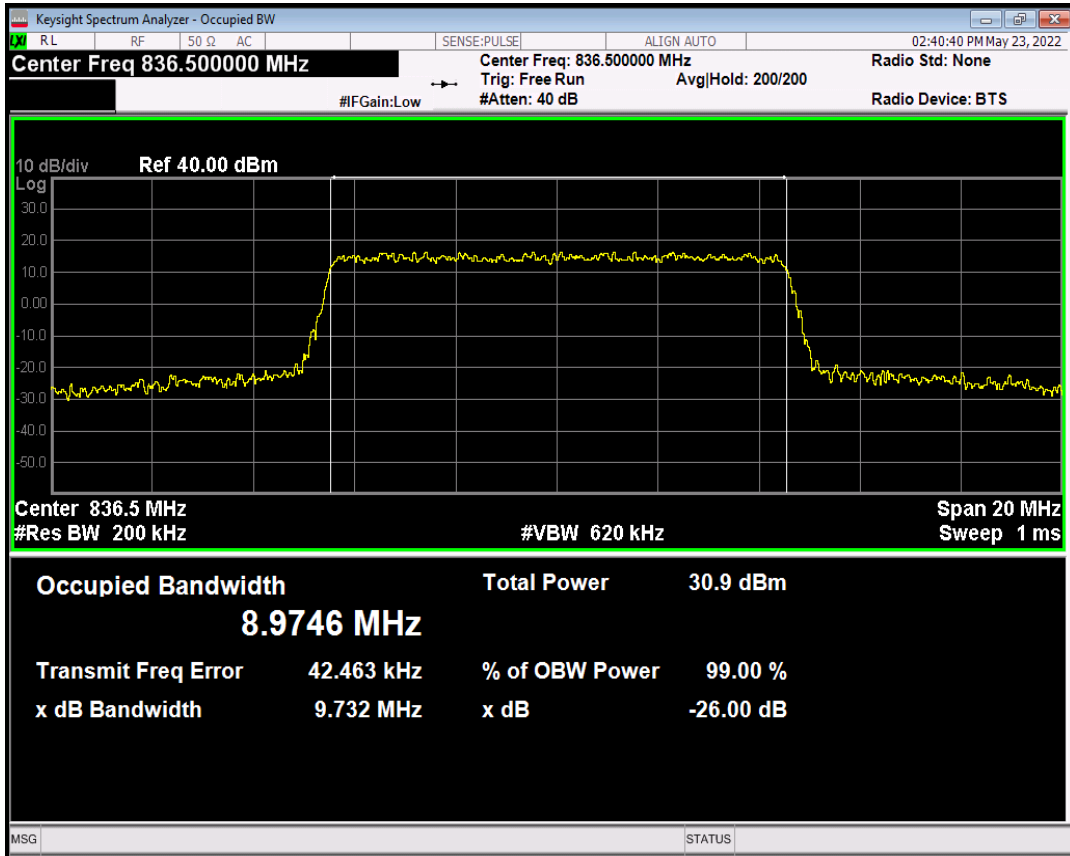 Keysight Spectrum Analyzer - Occupied BW
LXI RL RF 50 Ω AC SENSE:PULSE ALIGN AUTO 02:40:40 PM May 23, 2022
Center Freq 836.500000 MHz Center Freq: 836.500000 MHz Radio Std: None
Trig: Free Run Avg|Hold: 200/200
#IFGain:Low #Atten: 40 dB Radio Device: BTS
10 dB/div Ref 40.00 dBm
Log
30.0
20.0
10.0
0.00
-10.0
-20.0
-30.0
-40.0
-50.0
Center 836.5 MHz Span 20 MHz
#Res BW 200 kHz #VBW 620 kHz Sweep 1 ms
Occupied Bandwidth Total Power 30.9 dBm
8.9746 MHz
Transmit Freq Error 42.463 kHz % of OBW Power 99.00 %
x dB Bandwidth 9.732 MHz x dB -26.00 dB
MSG STATUS